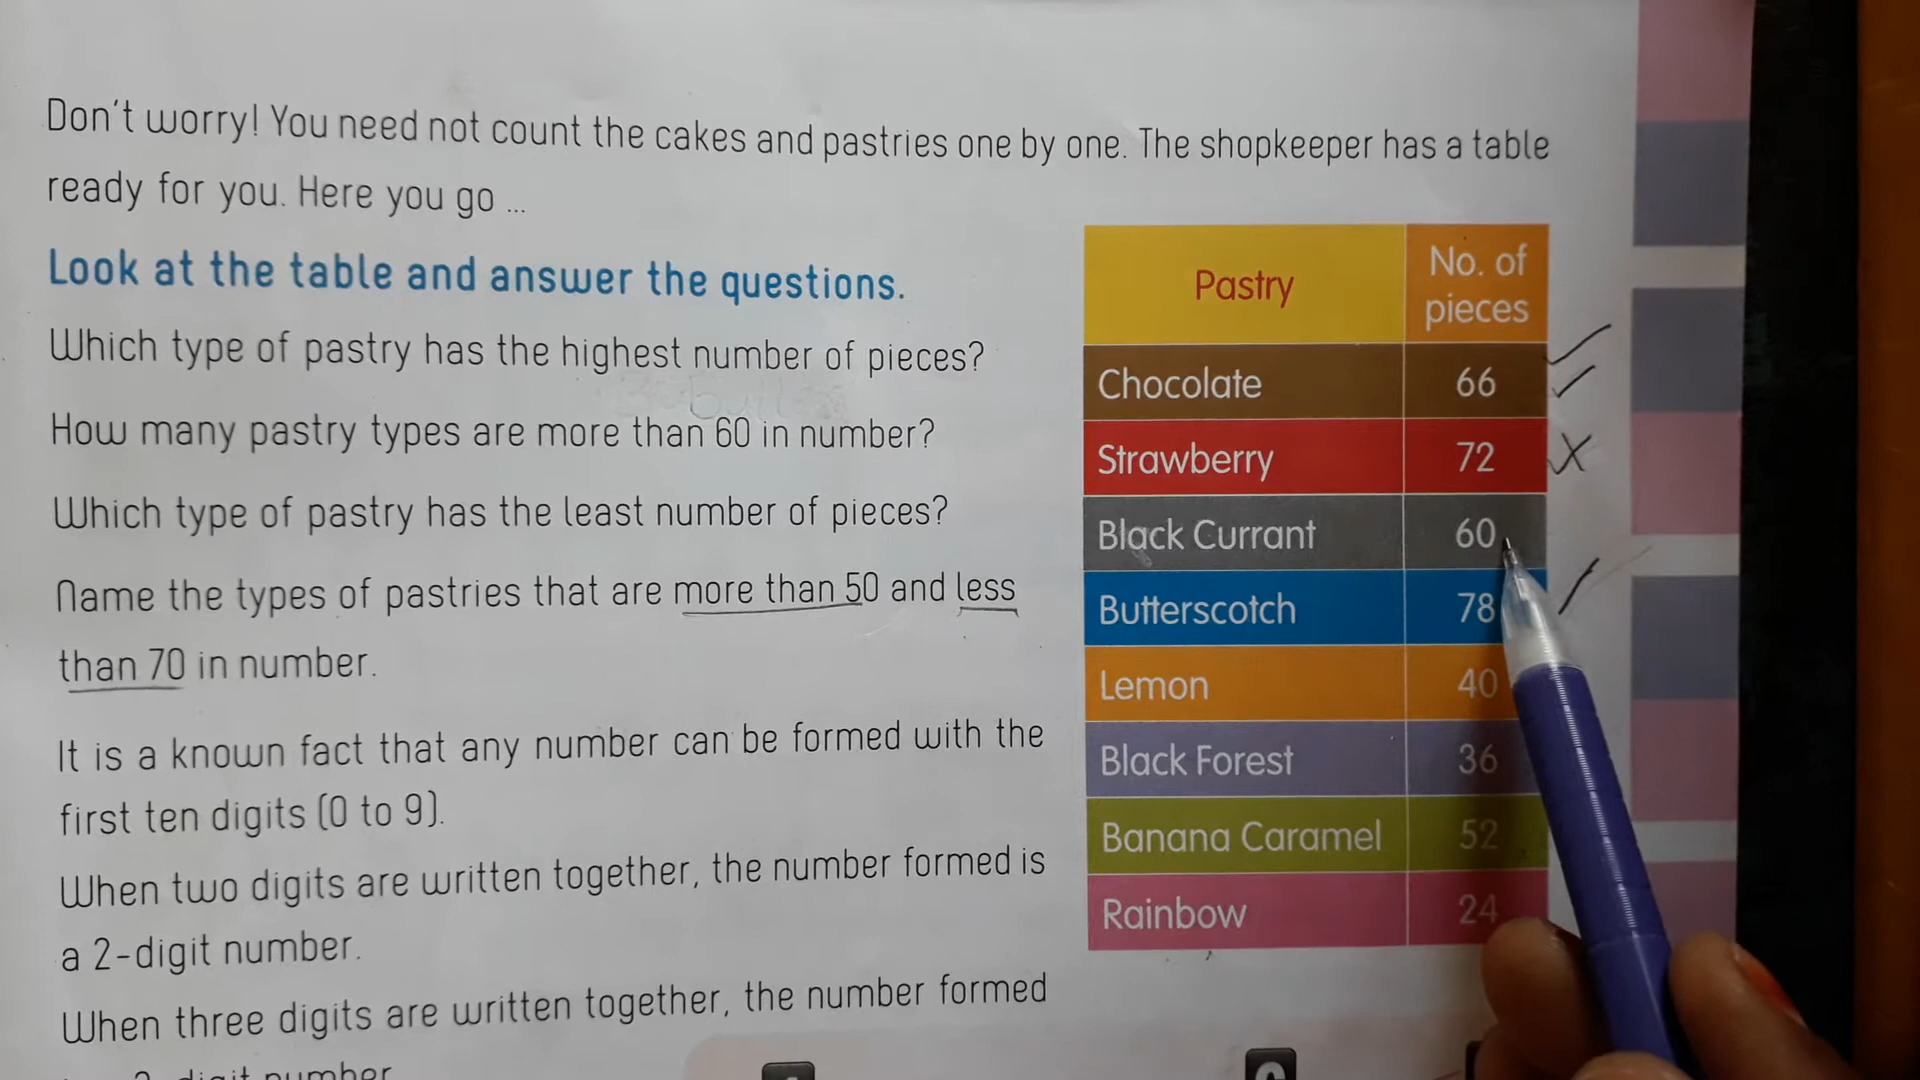 Don't worry! You need not count the cakes and pastries one by one. The shopkeeper has a table
ready for you. Here you go ...
Look at the table and answer the questions.
Which type of pastry has the highest number of pieces?
How many pastry types are more than 60 in number?
Which type of pastry has the least number of pieces?
Name the types of pastries that are more than 50 and less
than 70 in number.
It is a known fact that any number can be formed with the
first ten digits (0 to 9).
When two digits are written together, the number formed is
a 2-digit number.
When three digits are written together, the number formed
digit number
Pastry No. of pieces
Chocolate 66
Strawberry 72
Black Currant 60
Butterscotch 78
Lemon 40
Black Forest 36
Banana Caramel 52
Rainbow 24